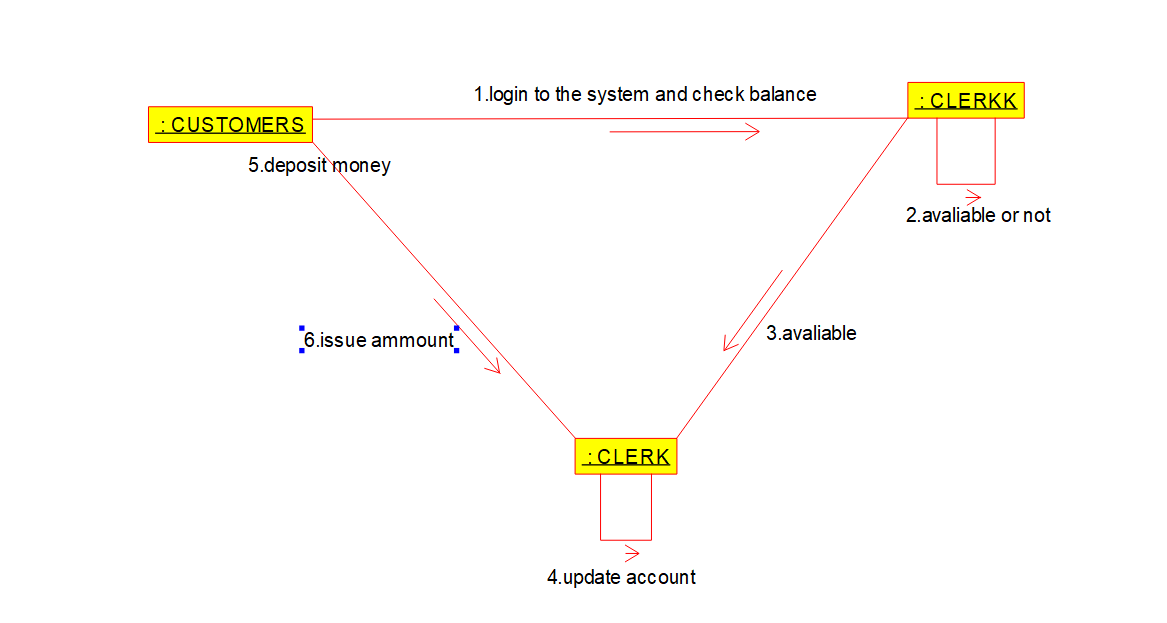 1.login to the system and check balance
: CLERKK
: CUSTOMERS
5.deposit money
2.avaliable or not
6.issue ammount
3.avaliable
: CLERK
4.update account